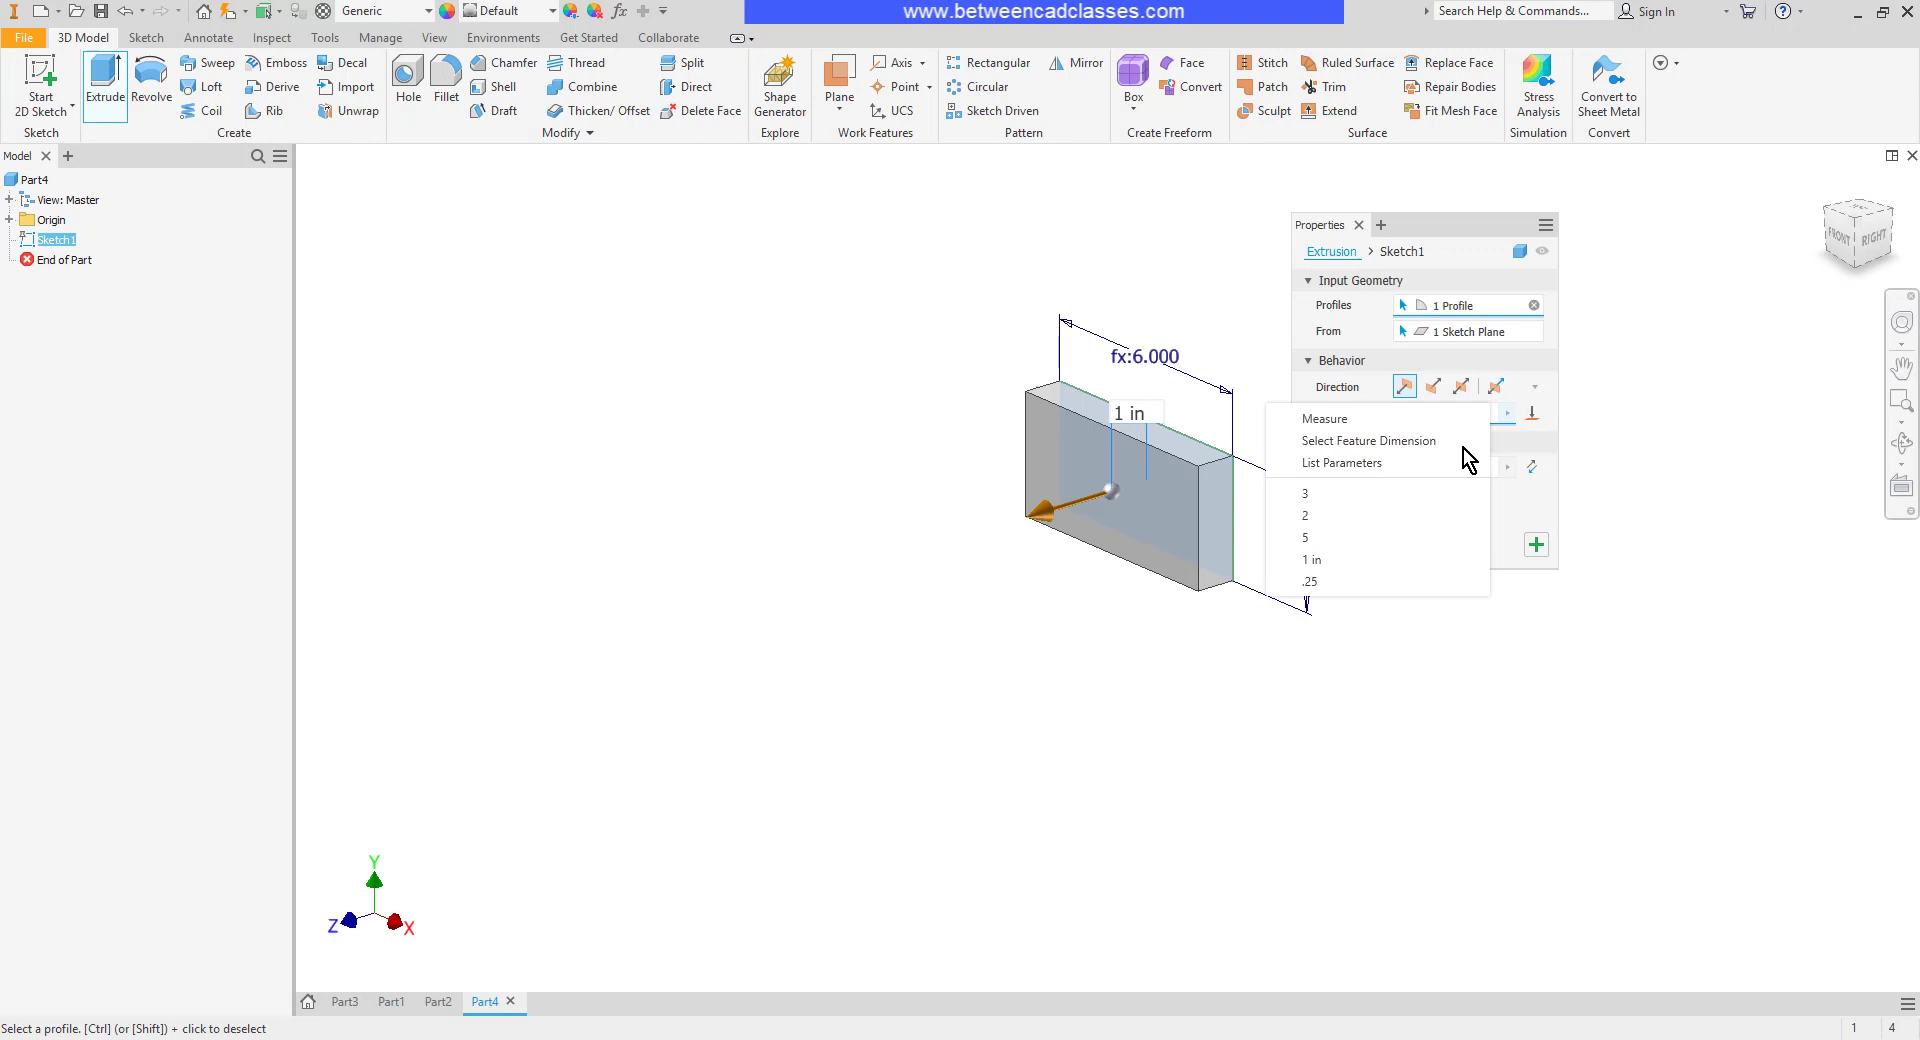 Generic
Default
www.betweencadclasses.com
Search Help & Commands...
Sign In
File
3D Model
Sketch
Annotate
Inspect
Tools
Manage
View
Environments
Get Started
Collaborate
Start
2D Sketch
Extrude
Revolve
Sweep
Loft
Coil
Emboss
Derive
Rib
Decal
Import
Unwrap
Hole
Fillet
Chamfer
Shell
Draft
Thread
Combine
Thicken/ Offset
Split
Direct
Delete Face
Shape
Generator
Plane
Axis
Point
UCS
Rectangular
Circular
Sketch Driven
Mirror
Box
Face
Convert
Stitch
Patch
Sculpt
Ruled Surface
Trim
Extend
Replace Face
Repair Bodies
Fit Mesh Face
Stress
Analysis
Convert to
Sheet Metal
Sketch
Create
Modify
Explore
Work Features
Pattern
Create Freeform
Surface
Simulation
Convert
Model
Part4
View: Master
Origin
Sketch1
End of Part
FRONT
RIGHT
Properties
Extrusion > Sketch1
Input Geometry
Profiles
1 Profile
From
1 Sketch Plane
Behavior
Direction
Measure
Select Feature Dimension
List Parameters
3
2
5
1 in
.25
fx:6.000
1 in
Y
Z
X
Part3
Part1
Part2
Part4
Select a profile. [Ctrl] (or [Shift]) + click to deselect
1
4